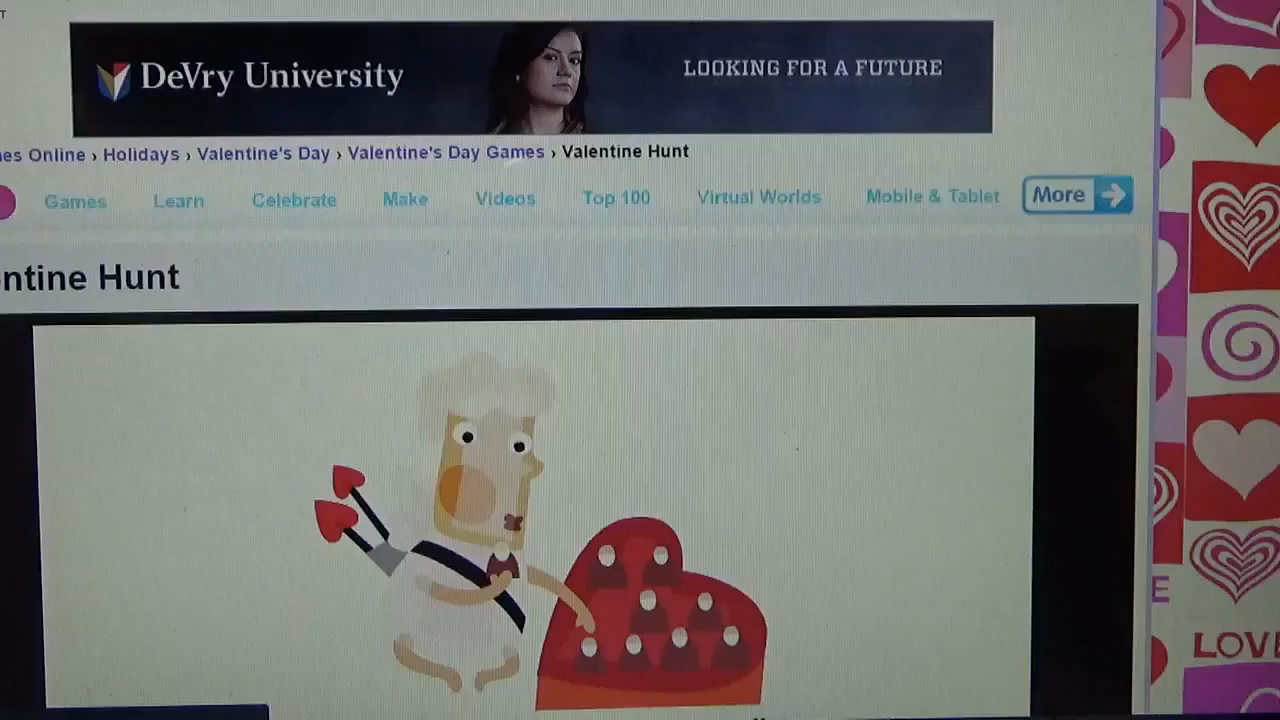 T
DeVry University
LOOKING FOR A FUTURE
es Online › Holidays › Valentine's Day › Valentine's Day Games › Valentine Hunt
Games Learn Celebrate Make Videos Top 100 Virtual Worlds Mobile & Tablet More
ntine Hunt
E
LOVE